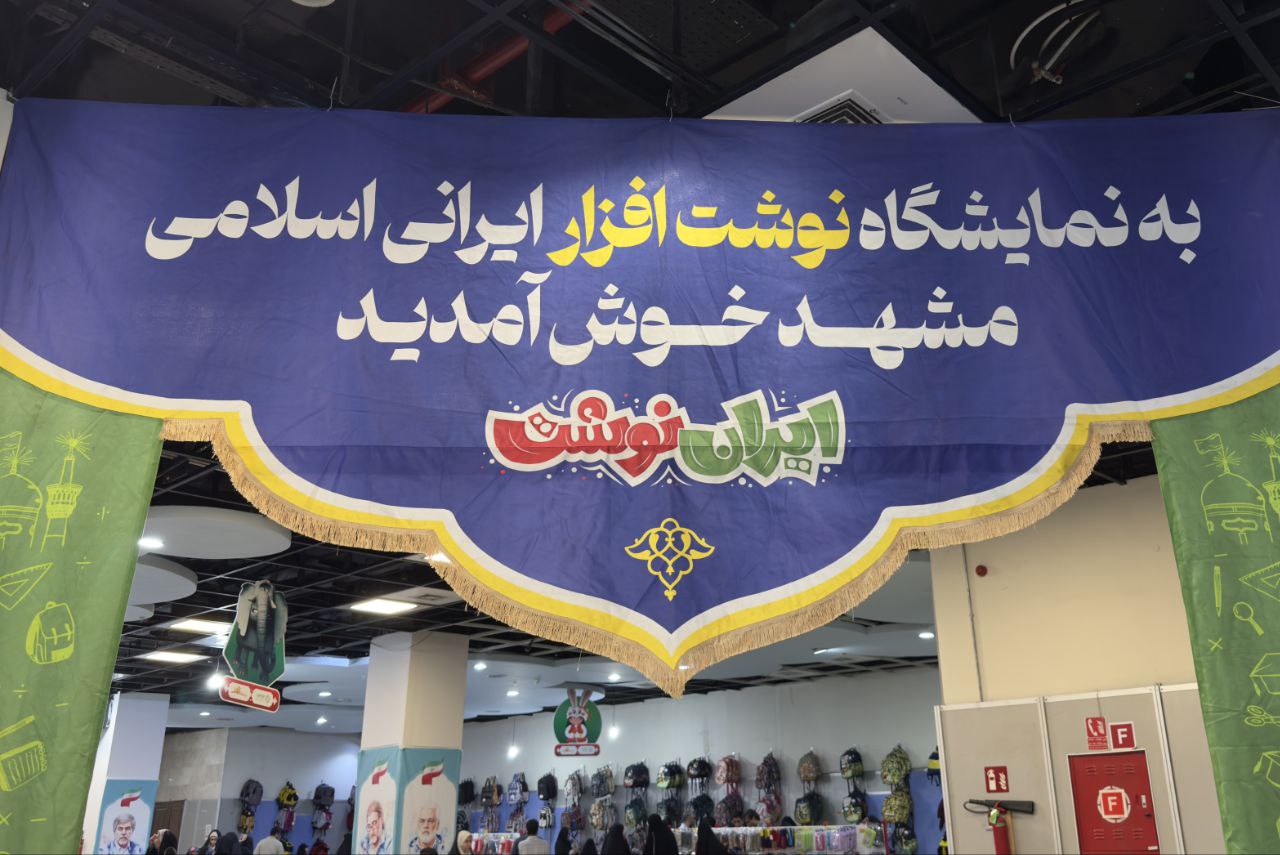 به نمایشگاه نوشت افزار ایرانی اسلامی
مشهد خوش آمدید
ایران نوشت
F
F